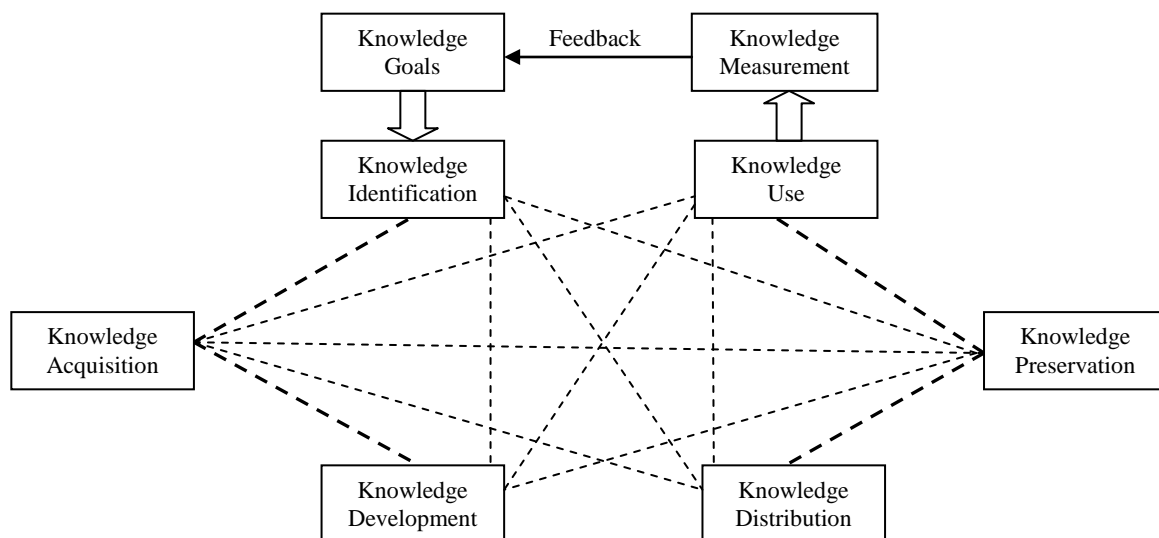 Knowledge
Goals
Feedback
Knowledge
Measurement
Knowledge
Identification
Knowledge
Use
Knowledge
Acquisition
Knowledge
Preservation
Knowledge
Development
Knowledge
Distribution